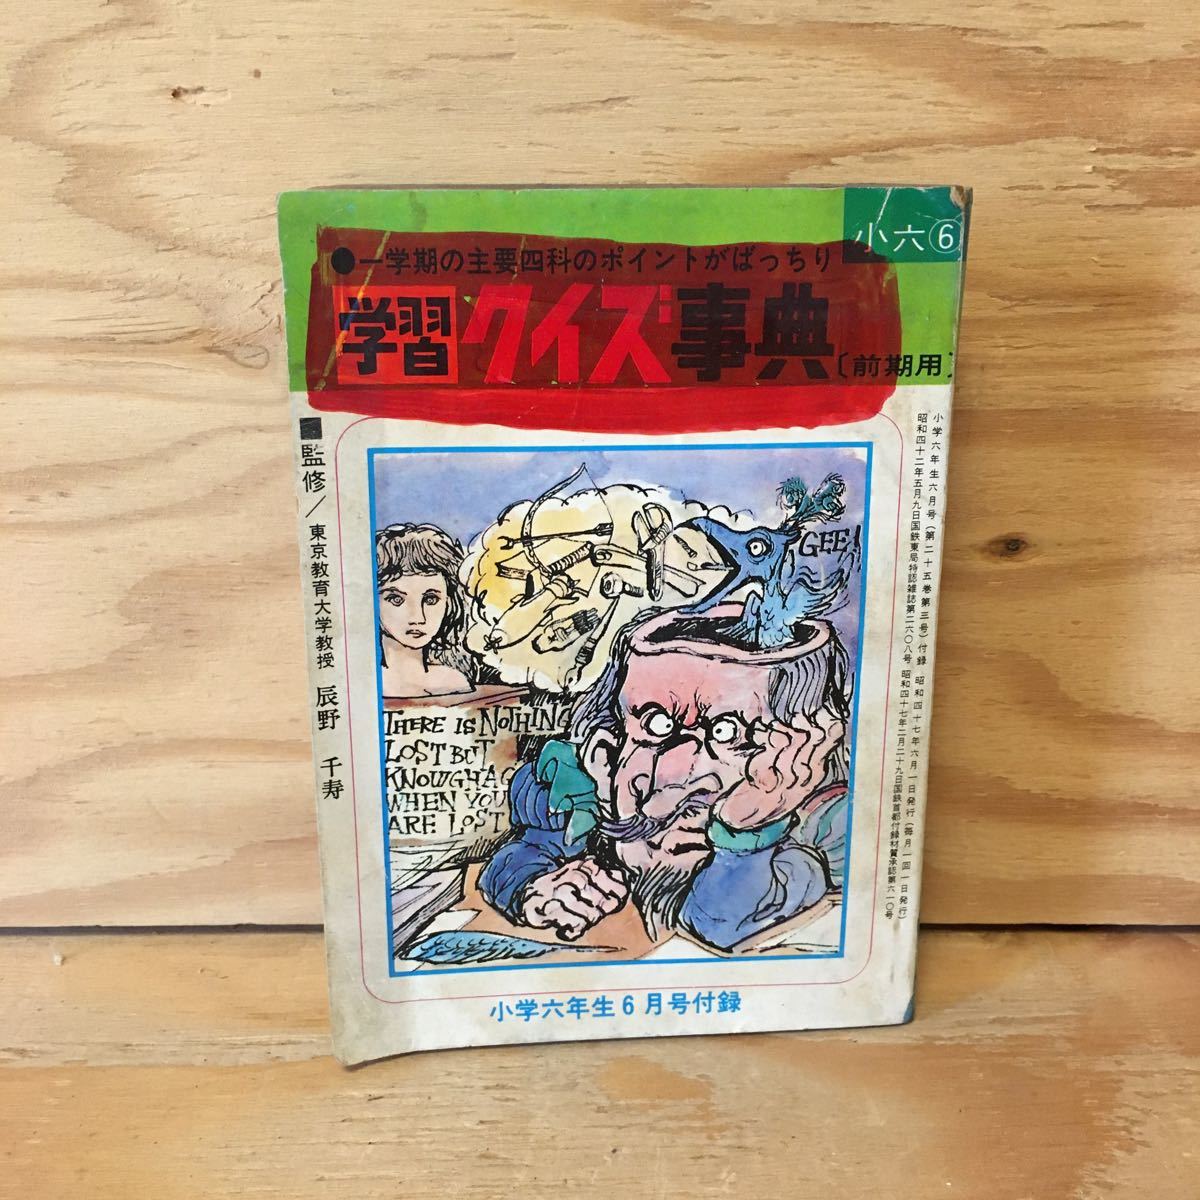 小六⑥
●一学期の主要四科のポイントがばっちり
学習クイズ事典
〔前期用〕
小学六年生六月号(第二十五巻第三号)付録 昭和四十七年六月一日発行(毎月一回一日発行)
昭和四十二年五月九日国鉄東局特認雑誌第二六〇八号 昭和四十七年二月二十九日国鉄首都付録材質承認第六一〇号
■監修/東京教育大学教授 辰野 千寿
GEE!
THERE IS NOTHING
LOST BUT
WHEN YOU
ARE LOST
小学六年生6月号付録